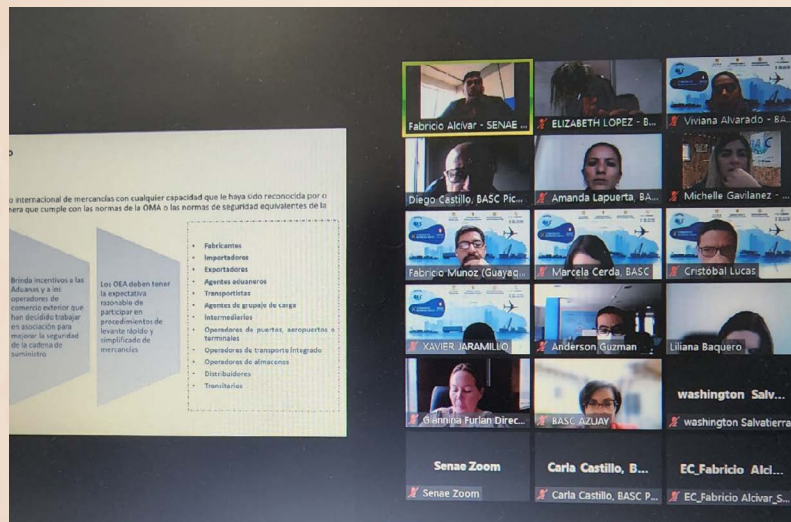 o internacional de mercancías con cualquier capacidad que le haya sido reconocida por o
nera que cumple con las normas de la OMA o las normas de seguridad equivalentes de la
Brinda incentivos a las
Aduanas y a los
operadores de
comercio exterior que
han decidido trabajar
en asociación para
mejorar la seguridad
de la cadena de
suministro
Los OEA deben tener
la expectativa
razonable de
participar en
procedimientos de
levante rápido y
simplificado de
mercancías
• Fabricantes
• Importadores
• Exportadores
• Agentes aduaneros
• Transportistas
• Agentes de grupaje de carga
• Intermediarios
• Operadores de puertos, aeropuertos o
terminales
• Operadores de transporte integrado
• Operadores de almacenes
• Distribuidores
• Transitarios
Fabricio Alcívar - SENAE ...
ELIZABETH LOPEZ - B...
Viviana Alvarado - BA...
Diego Castillo, BASC Pic...
Amanda Lapuerta, BA...
Michelle Gavilanez - ...
Fabricio Muñoz (Guayaq...
Marcela Cerda, BASC
Cristobal Lucas
XAVIER JARAMILLO
Anderson Guzman
Liliana Baquero
Giannina Furlan Direc...
BASC AZUAY
washington Salv...
washington Salvatierra
Senae Zoom
Senae Zoom
Carla Castillo, B...
Carla Castillo, BASC P...
EC_Fabricio Alci...
EC_Fabricio Alcivar_S...